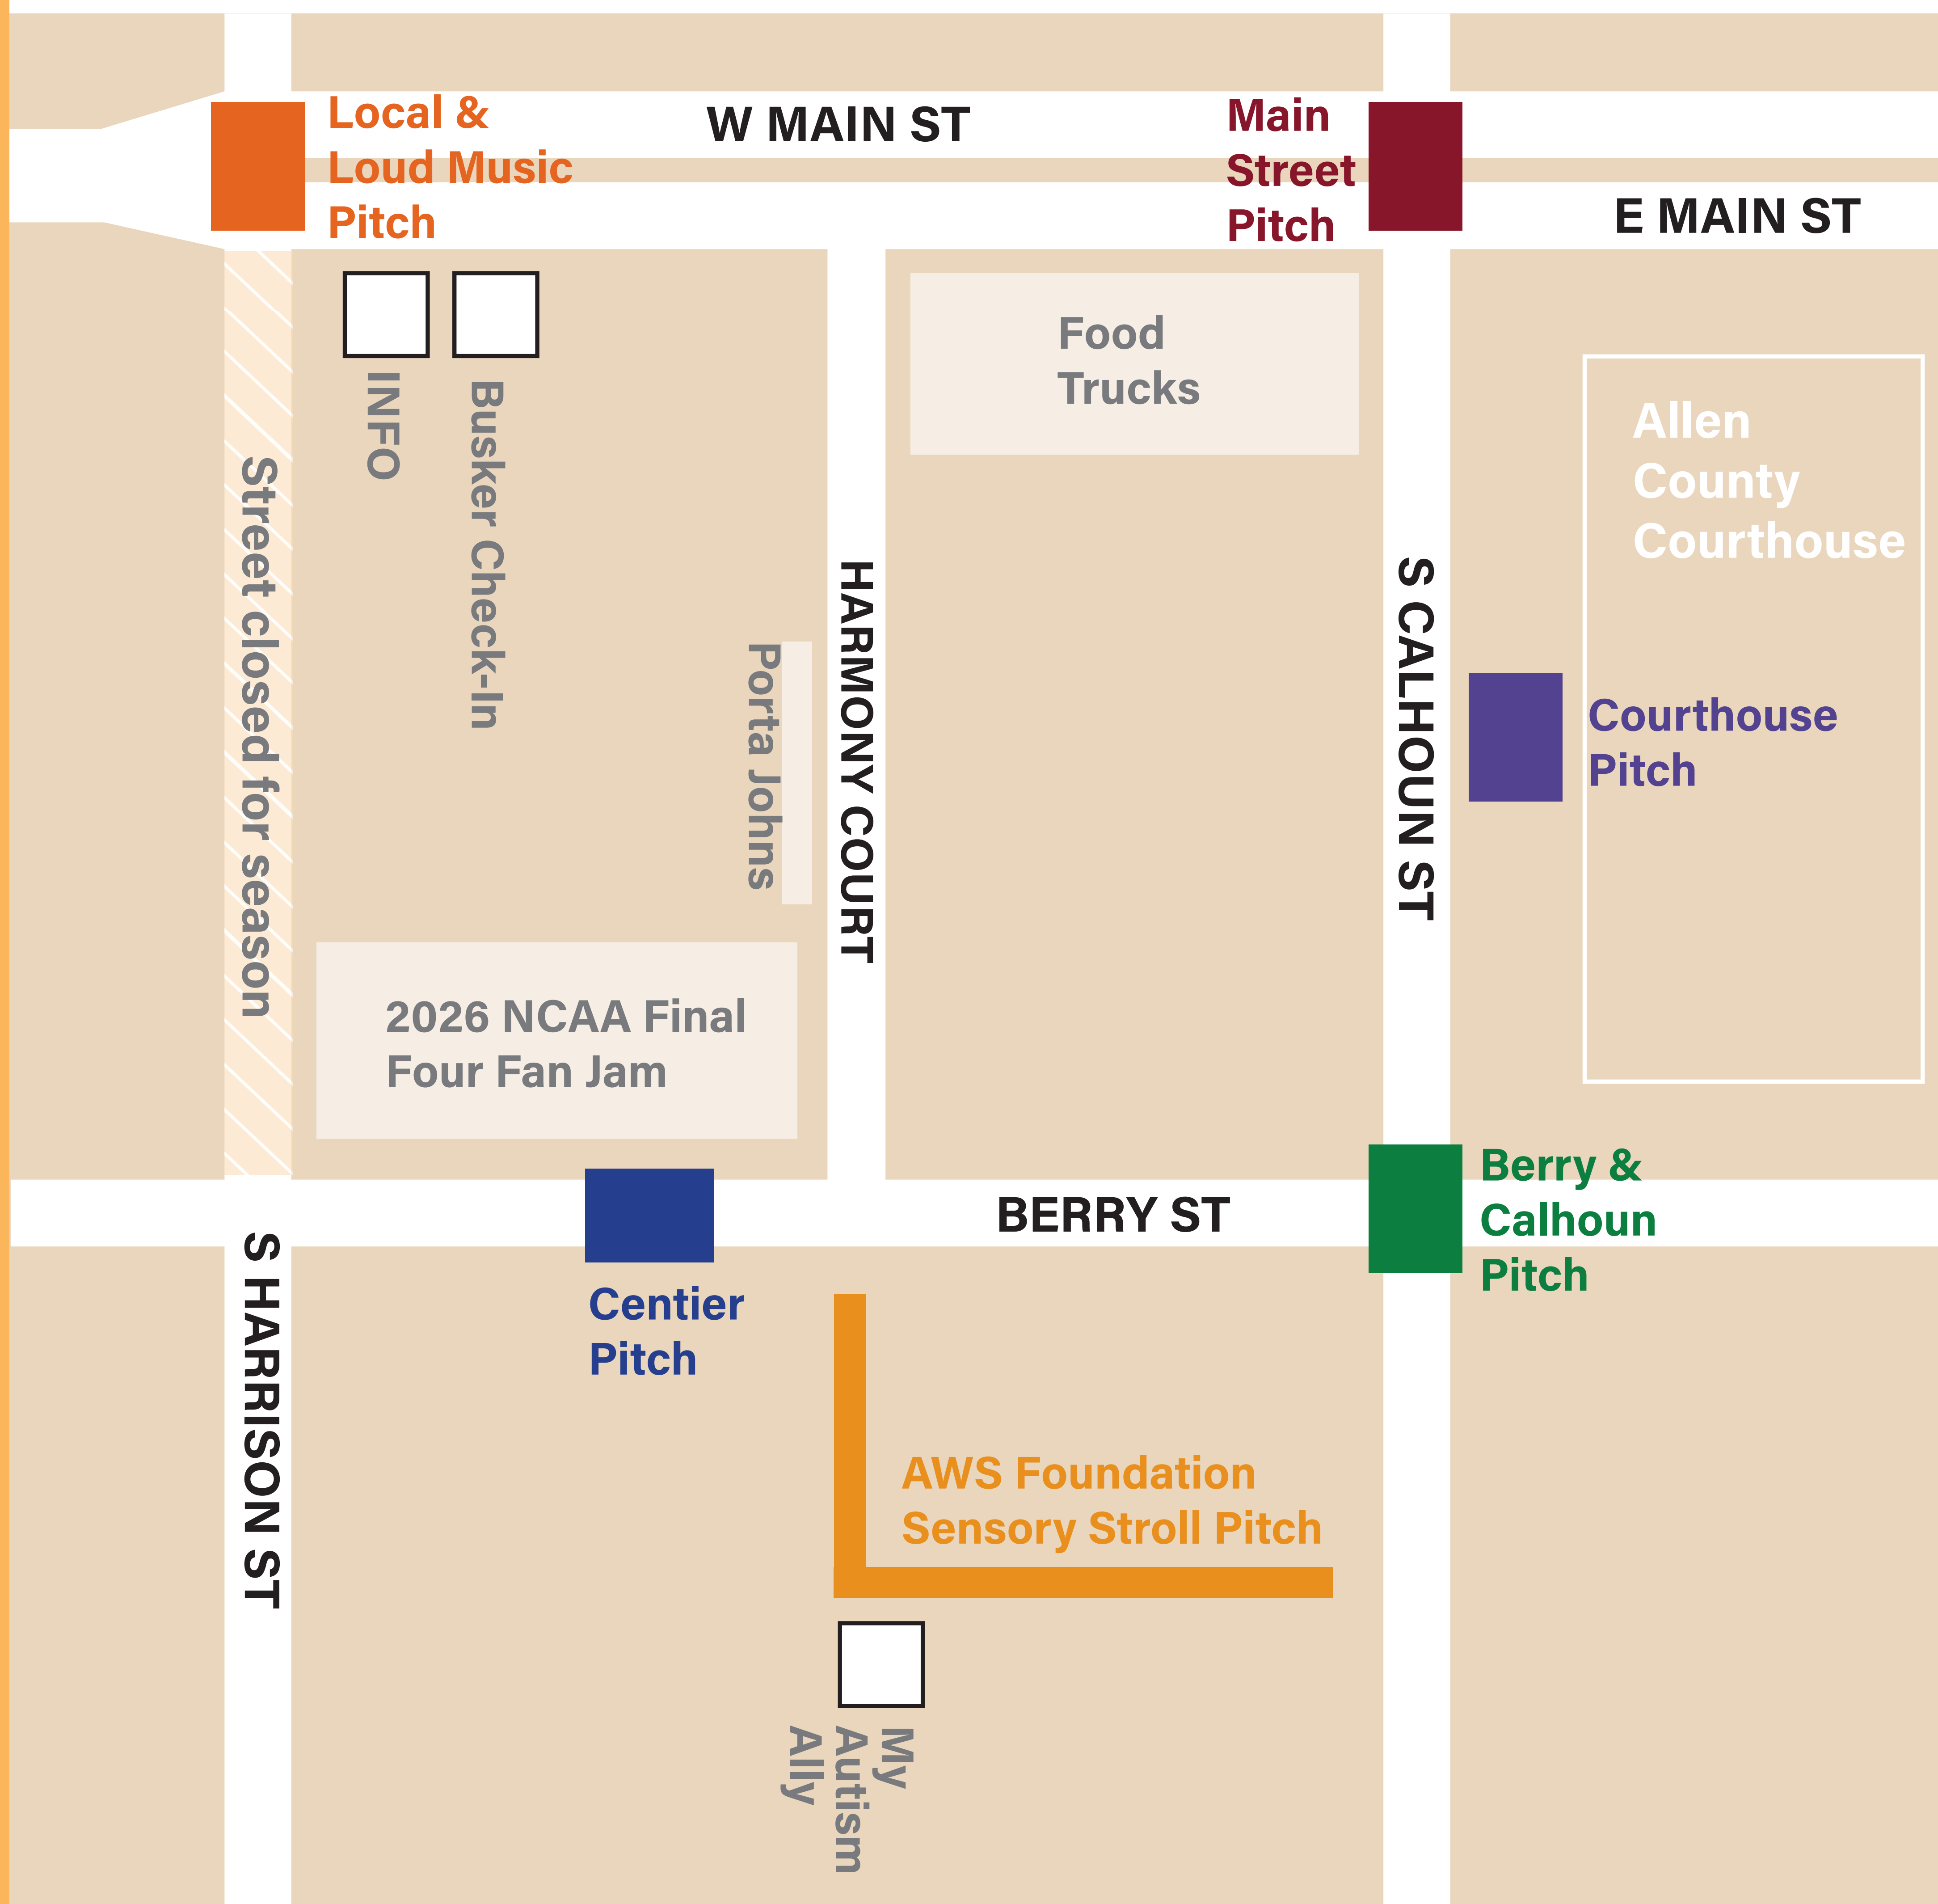 Local &
Loud Music
Pitch
W MAIN ST
Main
Street
Pitch
E MAIN ST
INFO
Busker Check-In
Food
Trucks
Allen
County
Courthouse
Street closed for season
Porta Johns
HARMONY COURT
S CALHOUN ST
Courthouse
Pitch
2026 NCAA Final
Four Fan Jam
BERRY ST
Berry &
Calhoun
Pitch
S HARRISON ST
Centier
Pitch
AWS Foundation
Sensory Stroll Pitch
My
Autism
Ally